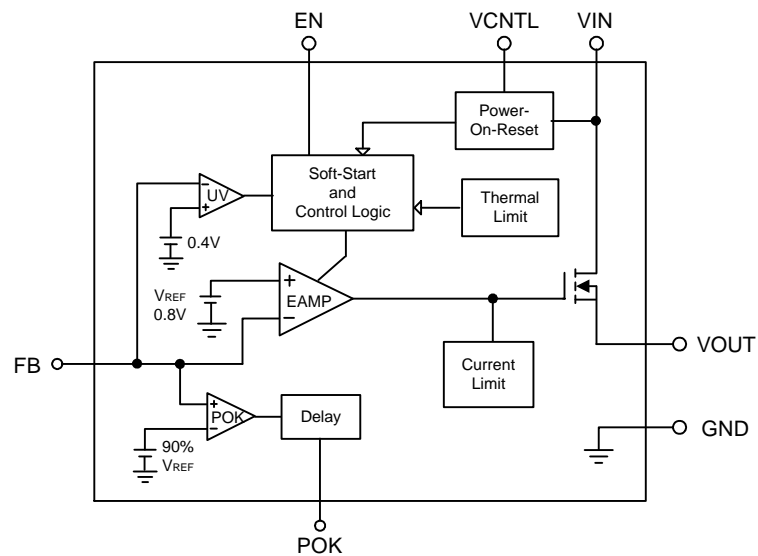 EN
VCNTL
VIN
Power-
On-Reset
Soft-Start
and
Control Logic
Thermal
Limit
UV
0.4V
VREF
0.8V
EAMP
Current
Limit
VOUT
FB
POK
Delay
90%
VREF
GND
POK